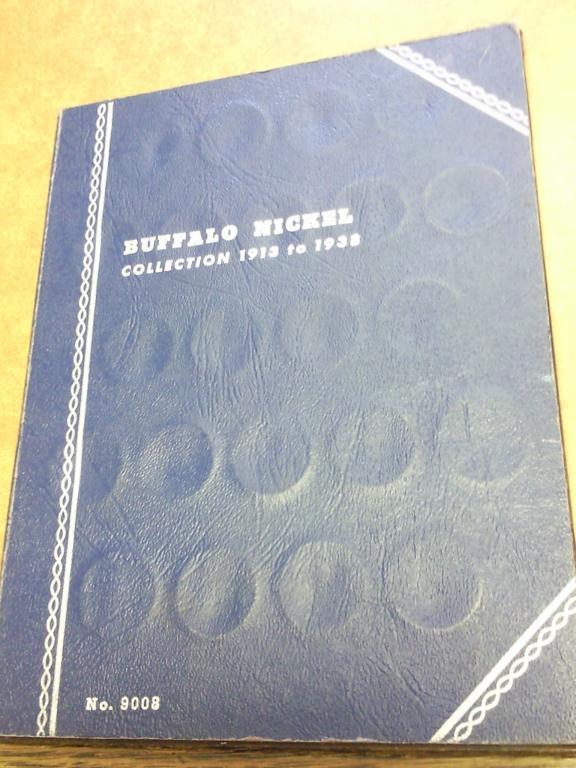 BUFFALO NICKEL
COLLECTION 1913 to 1938
No. 9008